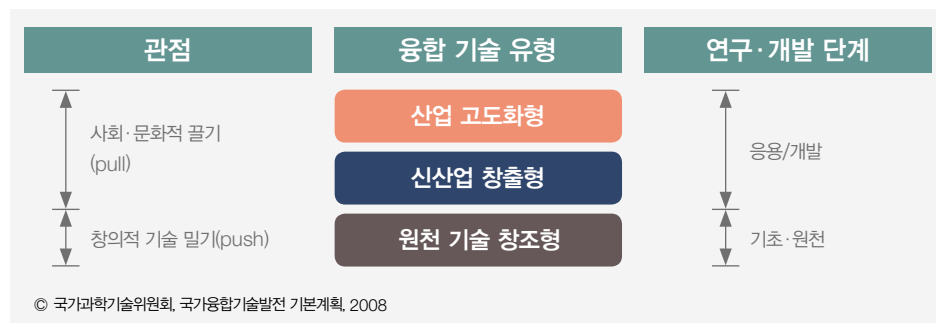 관점
융합 기술 유형
연구·개발 단계
사회·문화적 끌기
(pull)
창의적 기술 밀기(push)
산업 고도화형
신산업 창출형
원천 기술 창조형
응용/개발
기초·원천
© 국가과학기술위원회, 국가융합기술발전 기본계획, 2008